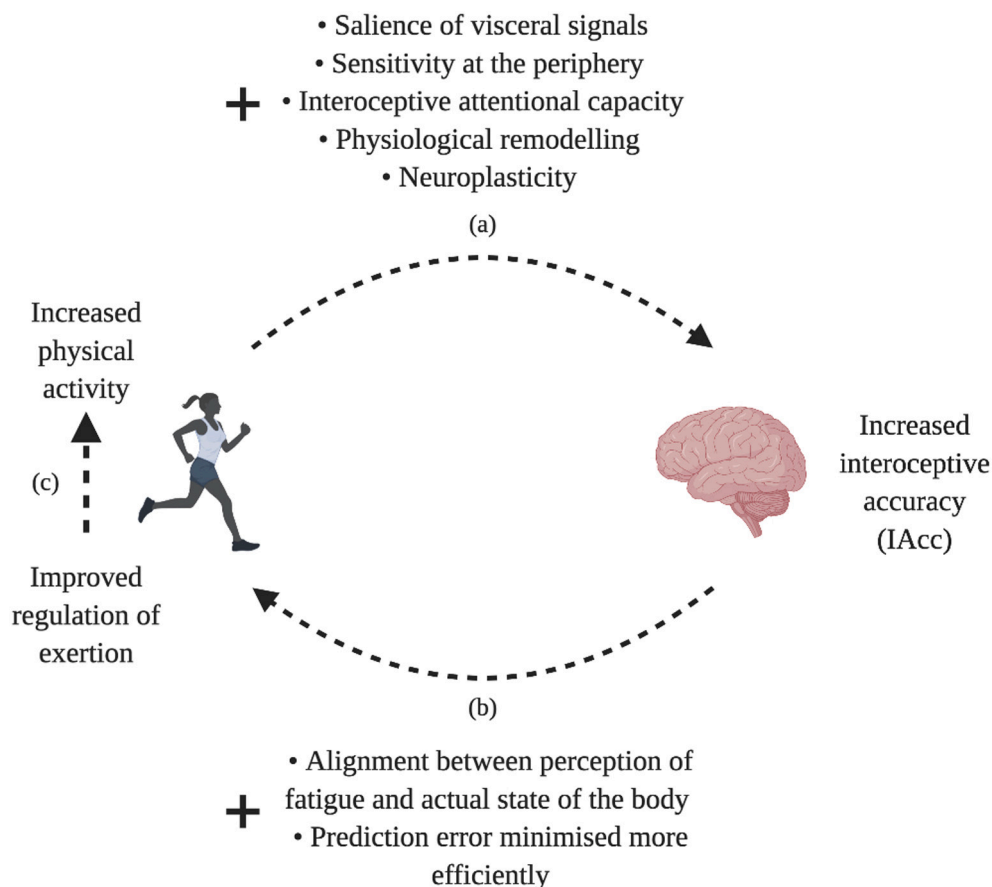 • Salience of visceral signals
• Sensitivity at the periphery
+ • Interoceptive attentional capacity
• Physiological remodelling
• Neuroplasticity
(a)
Increased
physical
activity
(c)
Improved
regulation of
exertion
Increased
interoceptive
accuracy
(IAcc)
(b)
• Alignment between perception of
+ fatigue and actual state of the body
• Prediction error minimised more
efficiently